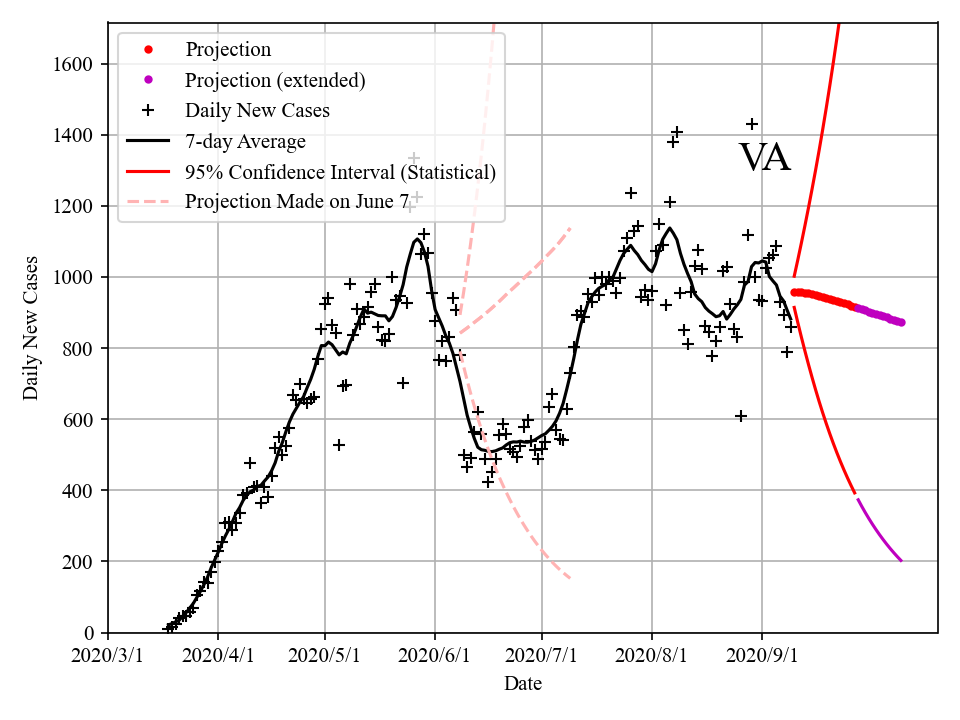 Projection
Projection (extended)
Daily New Cases
7-day Average
95% Confidence Interval (Statistical)
Projection Made on June 7
VA
Daily New Cases
1600
1400
1200
1000
800
600
400
200
0
2020/3/1 2020/4/1 2020/5/1 2020/6/1 2020/7/1 2020/8/1 2020/9/1
Date